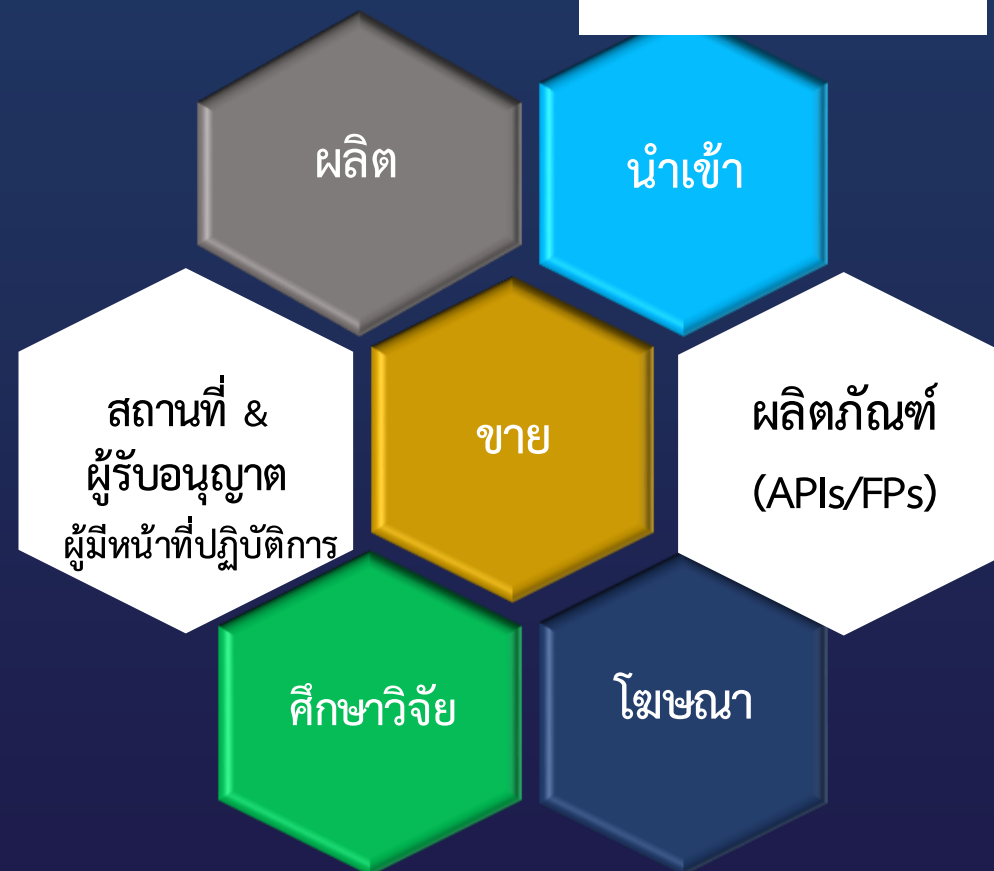 ผลิต
นำเข้า
สถานที่ &
ผู้รับอนุญาต
ผู้มีหน้าที่ปฏิบัติการ
ขาย
ผลิตภัณฑ์
(APIs/FPs)
ศึกษาวิจัย
โฆษณา